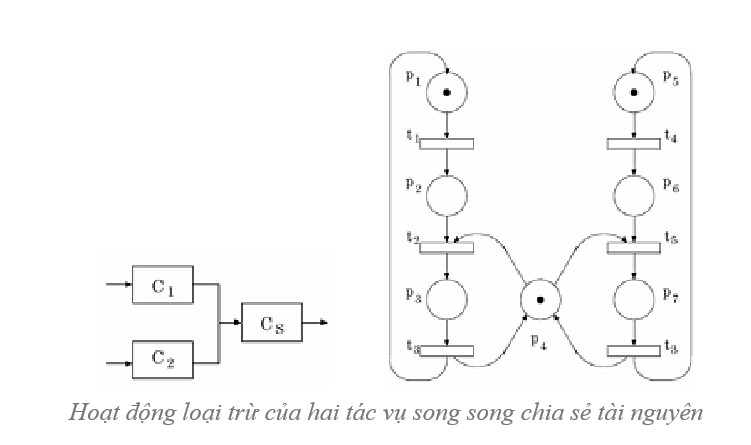 p1
p5
t1
t4
p2
p6
t2
t5
C1
C2
CS
p3
p4
p7
t3
t3
Hoạt động loại trừ của hai tác vụ song song chia sẻ tài nguyên